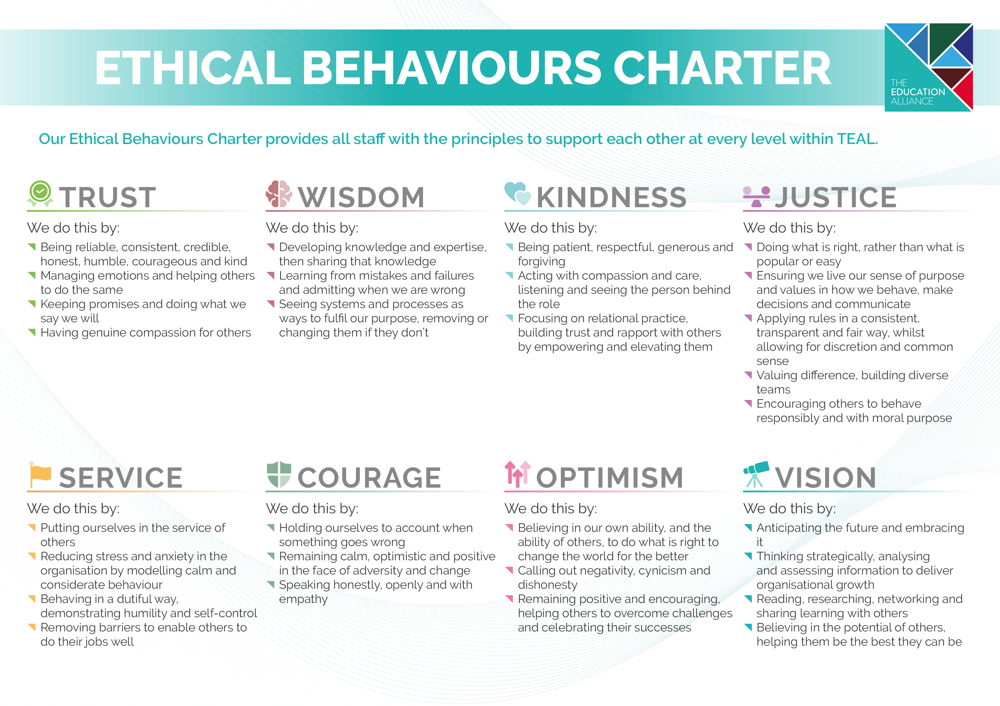 ETHICAL BEHAVIOURS CHARTER
THE
EDUCATION
ALLIANCE
Our Ethical Behaviours Charter provides all staff with the principles to support each other at every level within TEAL.
TRUST
We do this by:
Being reliable, consistent, credible,
honest, humble, courageous and kind
Managing emotions and helping others
to do the same
Keeping promises and doing what we
say we will
Having genuine compassion for others
WISDOM
We do this by:
Developing knowledge and expertise,
then sharing that knowledge
Learning from mistakes and failures
and admitting when we are wrong
Seeing systems and processes as
ways to fulfil our purpose, removing or
changing them if they don't
KINDNESS
We do this by:
Being patient, respectful, generous and
forgiving
Acting with compassion and care,
listening and seeing the person behind
the role
Focusing on relational practice,
building trust and rapport with others
by empowering and elevating them
JUSTICE
We do this by:
Doing what is right, rather than what is
popular or easy
Ensuring we live our sense of purpose
and values in how we behave, make
decisions and communicate
Applying rules in a consistent,
transparent and fair way, whilst
allowing for discretion and common
sense
Valuing difference, building diverse
teams
Encouraging others to behave
responsibly and with moral purpose
SERVICE
We do this by:
Putting ourselves in the service of
others
Reducing stress and anxiety in the
organisation by modelling calm and
considerate behaviour
Behaving in a dutiful way,
demonstrating humility and self-control
Removing barriers to enable others to
do their jobs well
COURAGE
We do this by:
Holding ourselves to account when
something goes wrong
Remaining calm, optimistic and positive
in the face of adversity and change
Speaking honestly, openly and with
empathy
OPTIMISM
We do this by:
Believing in our own ability, and the
ability of others, to do what is right to
change the world for the better
Calling out negativity, cynicism and
dishonesty
Remaining positive and encouraging,
helping others to overcome challenges
and celebrating their successes
VISION
We do this by:
Anticipating the future and embracing
it
Thinking strategically, analysing
and assessing information to deliver
organisational growth
Reading, researching, networking and
sharing learning with others
Believing in the potential of others,
helping them be the best they can be